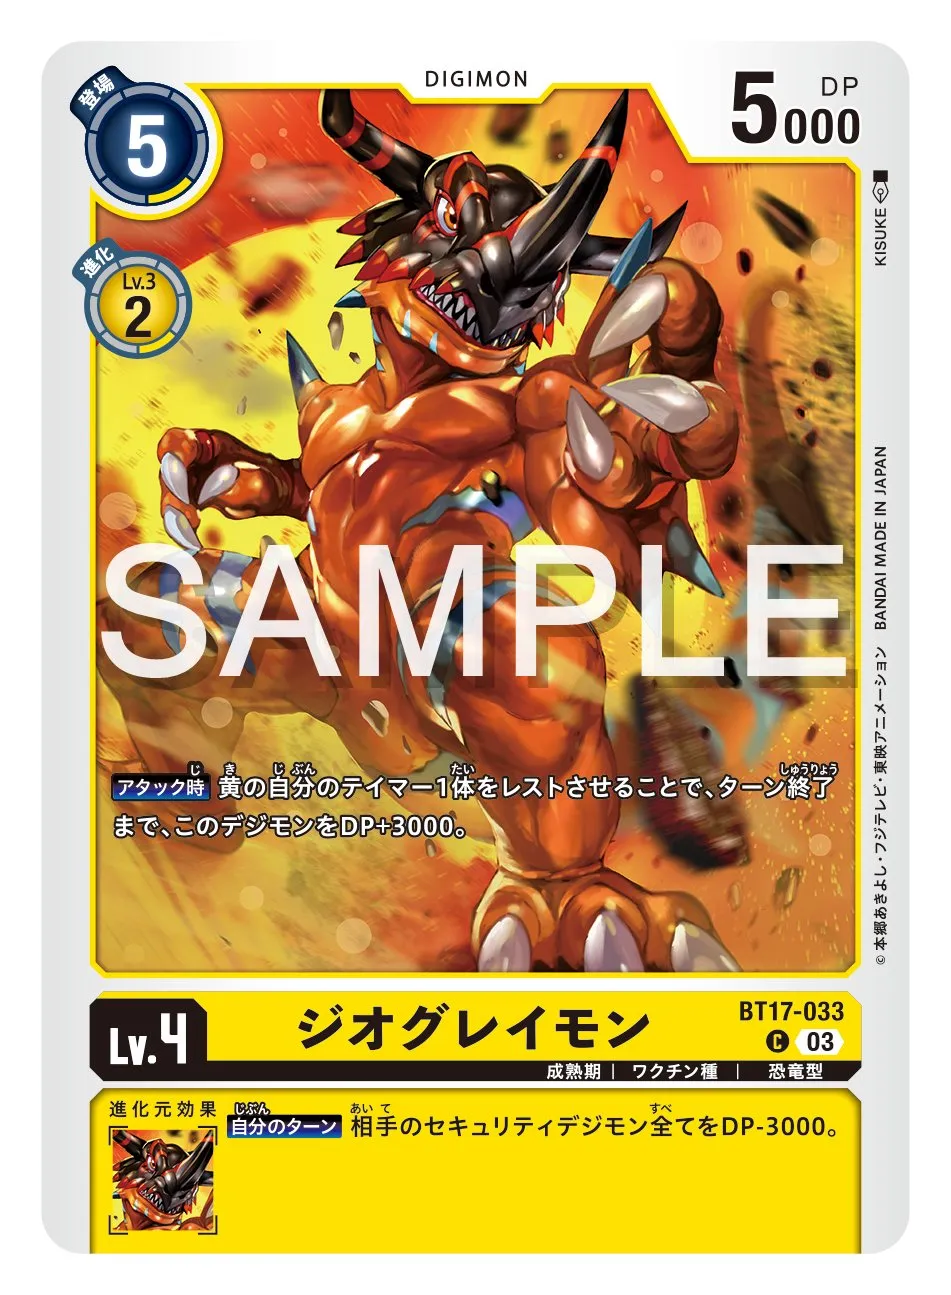 DIGIMON
登場
5
5000
DP
進化
Lv.3
2
KISUKE
BANDAI MADE IN JAPAN
©本郷あきよし・フジテレビ・東映アニメーション
SAMPLE
アタック時 黄の自分のテイマー1体をレストさせることで、ターン終了
まで、このデジモンをDP+3000。
Lv.4
ジオグレイモン
BT17-033
C 03
成熟期 | ワクチン種 | 恐竜型
進化元効果
自分のターン 相手のセキュリティデジモン全てをDP-3000。